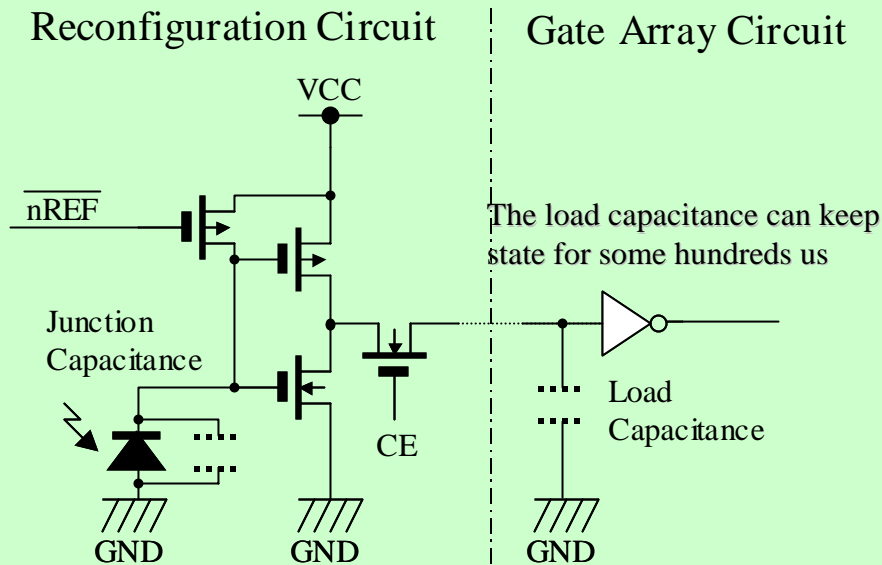 Reconfiguration Circuit
Gate Array Circuit
VCC
nREF
The load capacitance can keep
state for some hundreds us
Junction
Capacitance
Load
Capacitance
CE
GND
GND
GND